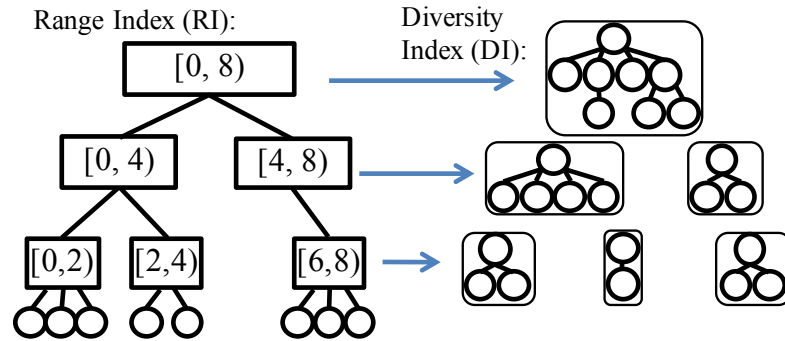 Range Index (RI):
Diversity
Index (DI):
[0, 8)
[0, 4)
[4, 8)
[0,2)
[2,4)
[6,8)